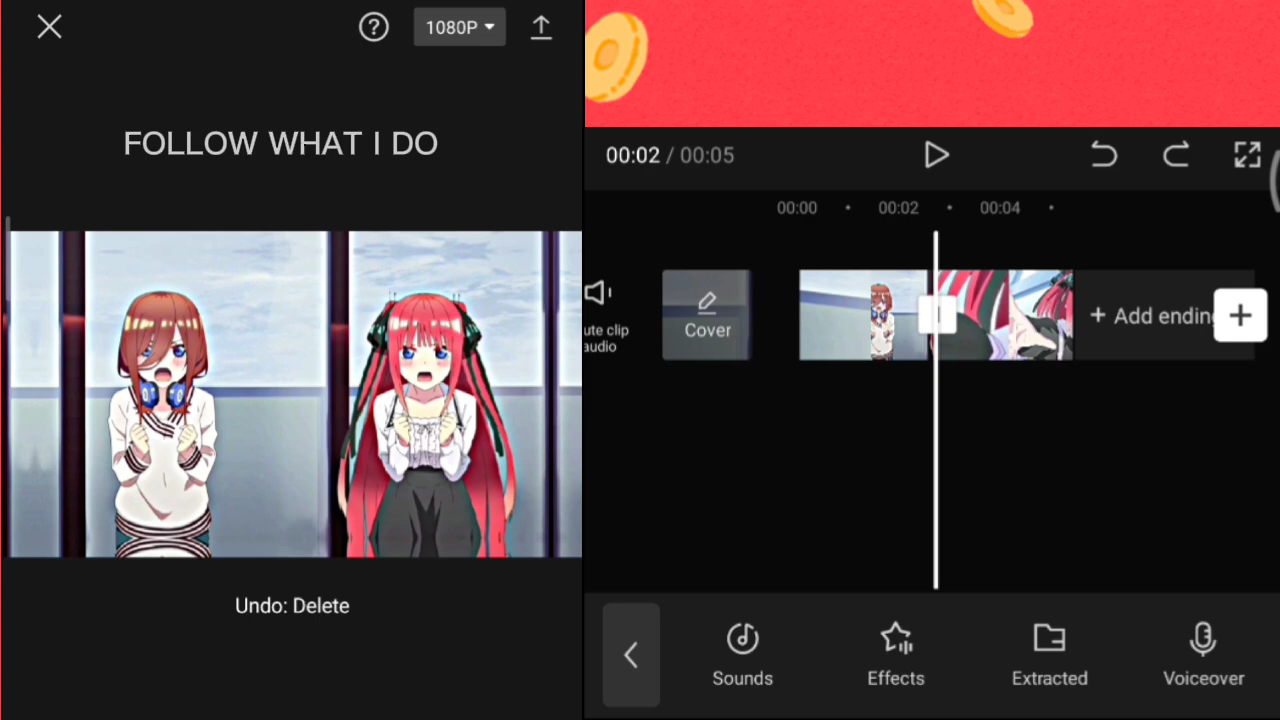 1080P
FOLLOW WHAT I DO
Undo: Delete
00:02 / 00:05
00:00
00:02
00:04
ute clip
audio
Cover
+ Add ending
Sounds
Effects
Extracted
Voiceover